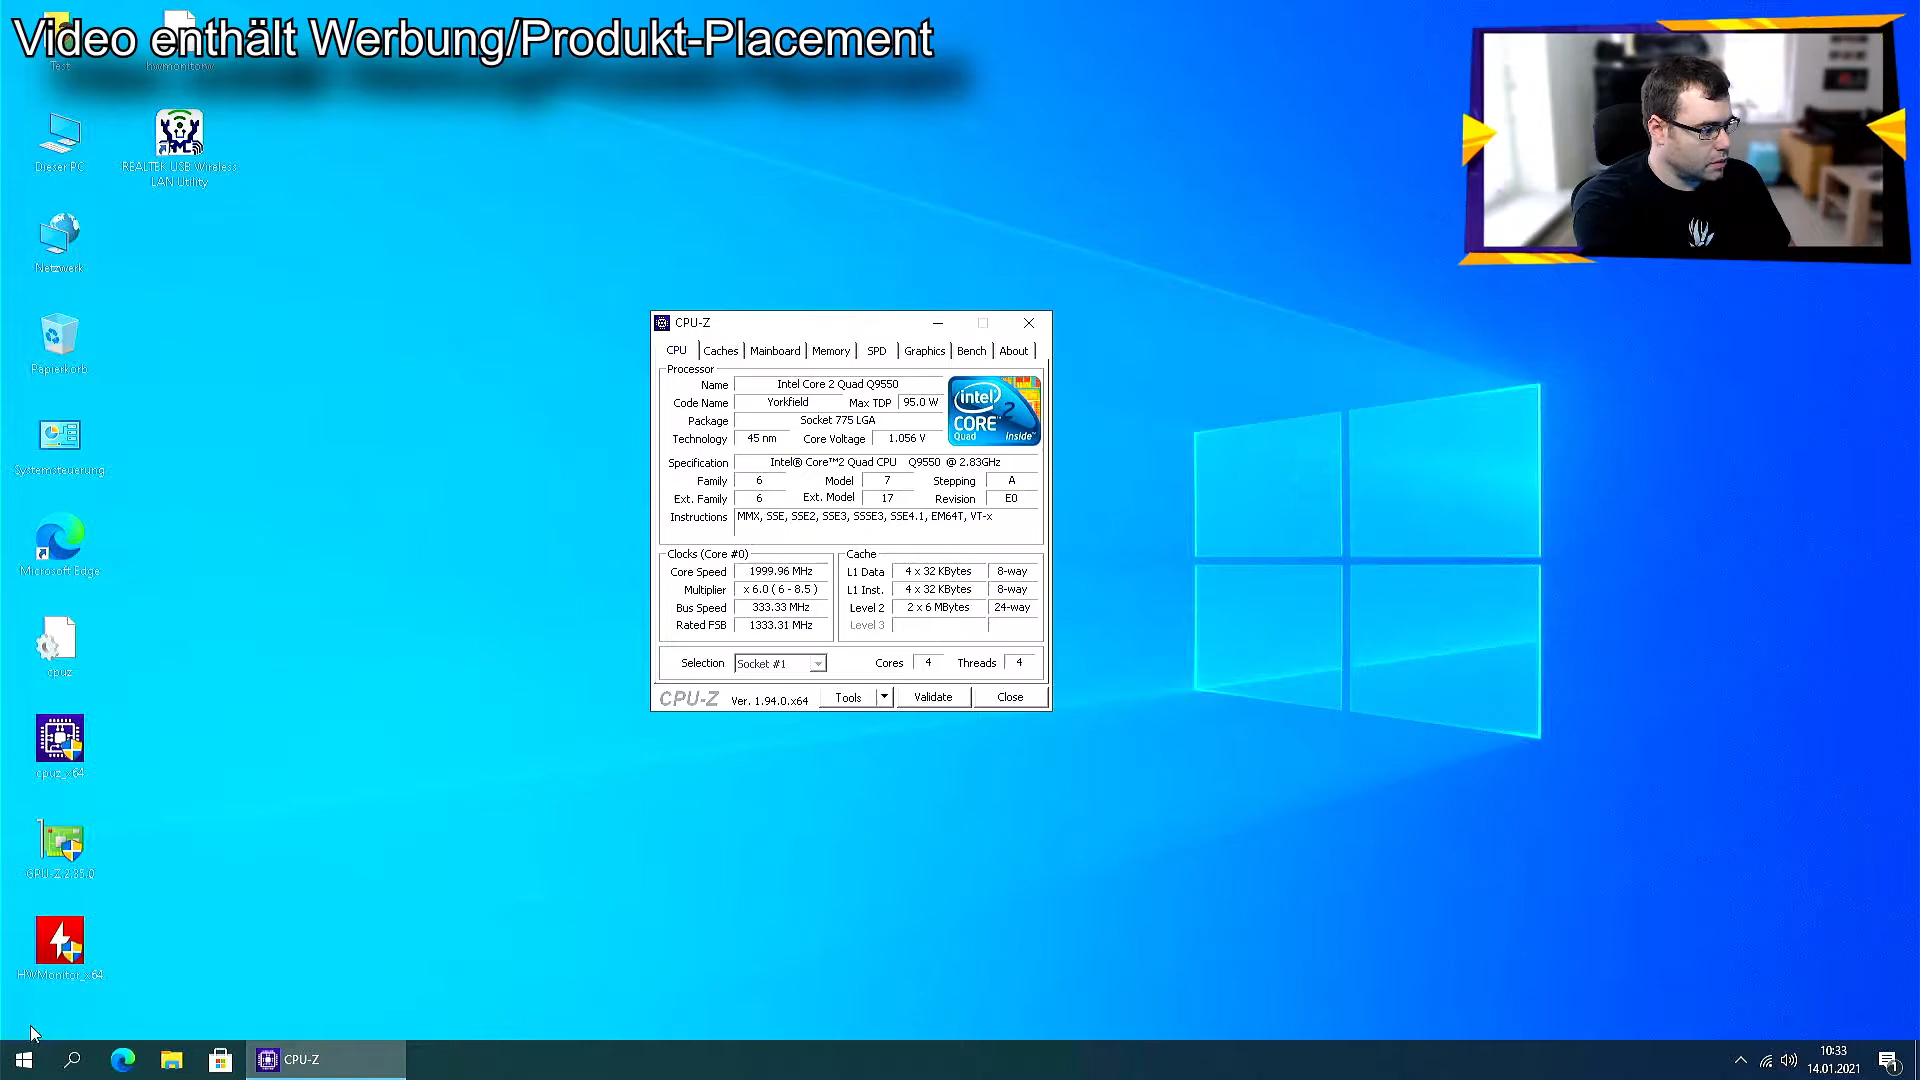 Video enthält Werbung/Produkt-Placement
Test
hwmonitorw
Dieser PC
REALTEK USB Wireless
LAN Utility
Netzwerk
Papierkorb
Systemsteuerung
Microsoft Edge
cpuz
cpuz_x64
GPU-Z 2.35.0
HWMonitor_x64
CPU-Z
CPU Caches Mainboard Memory SPD Graphics Bench About
Processor
Name Intel Core 2 Quad Q9550
Code Name Yorkfield Max TDP 95.0 W
Package Socket 775 LGA
Technology 45 nm Core Voltage 1.056 V
intel
CORE 2
Quad inside™
Specification Intel® Core™2 Quad CPU Q9550 @ 2.83GHz
Family 6 Model 7 Stepping A
Ext. Family 6 Ext. Model 17 Revision E0
Instructions MMX, SSE, SSE2, SSE3, SSSE3, SSE4.1, EM64T, VT-x
Clocks (Core #0)
Core Speed 1999.96 MHz
Multiplier x 6.0 ( 6 - 8.5 )
Bus Speed 333.33 MHz
Rated FSB 1333.31 MHz
Cache
L1 Data 4 x 32 KBytes 8-way
L1 Inst. 4 x 32 KBytes 8-way
Level 2 2 x 6 MBytes 24-way
Level 3
Selection Socket #1 Cores 4 Threads 4
CPU-Z Ver. 1.94.0.x64 Tools Validate Close
CPU-Z
10:33
14.01.2021
1